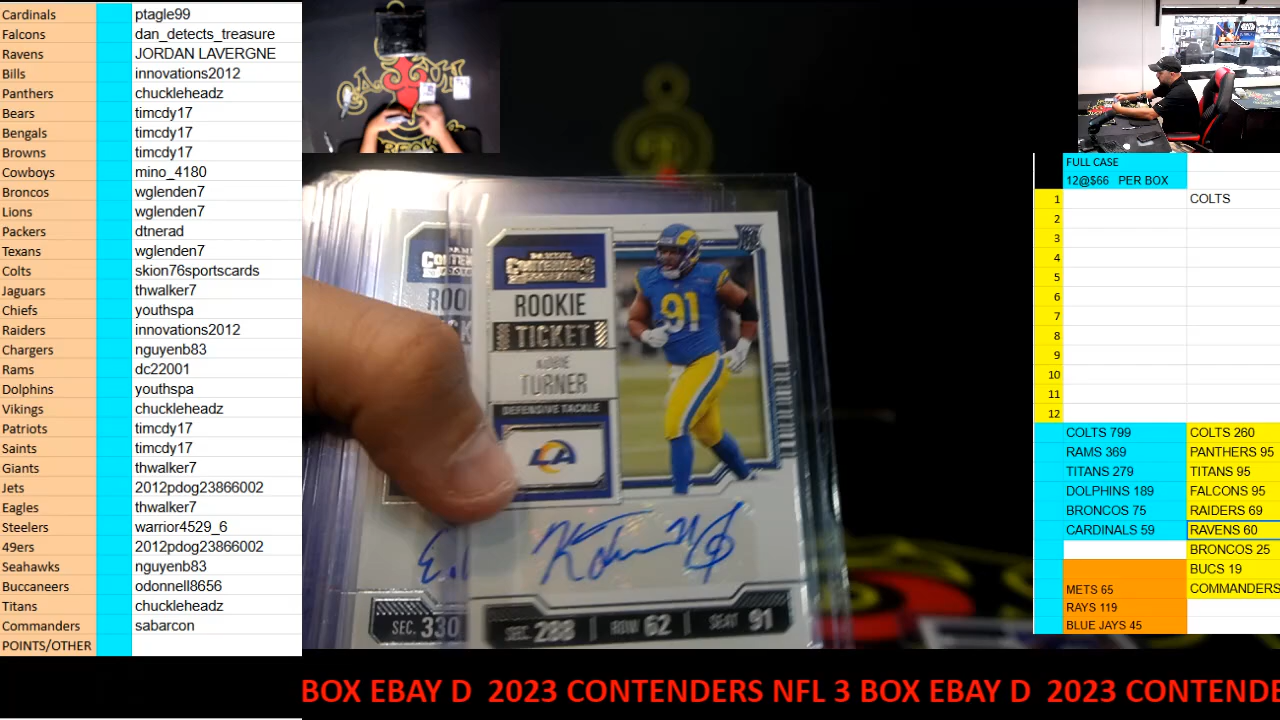 Cardinals ptagle99
Falcons dan_detects_treasure
Ravens JORDAN LAVERGNE
Bills innovations2012
Panthers chuckleheadz
Bears timcdy17
Bengals timcdy17
Browns timcdy17
Cowboys mino_4180
Broncos wglenden7
Lions wglenden7
Packers dtnerad
Texans wglenden7
Colts skion76sportscards
Jaguars thwalker7
Chiefs youthspa
Raiders innovations2012
Chargers nguyenb83
Rams dc22001
Dolphins youthspa
Vikings chuckleheadz
Patriots timcdy17
Saints timcdy17
Giants thwalker7
Jets 2012pdog23866002
Eagles thwalker7
Steelers warrior4529_6
49ers 2012pdog23866002
Seahawks nguyenb83
Buccaneers odonnell8656
Titans chuckleheadz
Commanders sabarcon
POINTS/OTHER
CONTENDERS
ROOKIE
TICKET
KOBIE
TURNER
DEFENSIVE TACKLE
91
SEC. 330
SEC. 288 | ROW 62 | SEAT 91
FULL CASE
12@$66 PER BOX
1 COLTS
2
3
4
5
6
7
8
9
10
11
12
COLTS 799 COLTS 260
RAMS 369 PANTHERS 95
TITANS 279 TITANS 95
DOLPHINS 189 FALCONS 95
BRONCOS 75 RAIDERS 69
CARDINALS 59 RAVENS 60
BRONCOS 25
BUCS 19
METS 65 COMMANDERS
RAYS 119
BLUE JAYS 45
BOX EBAY D 2023 CONTENDERS NFL 3 BOX EBAY D 2023 CONTENDE